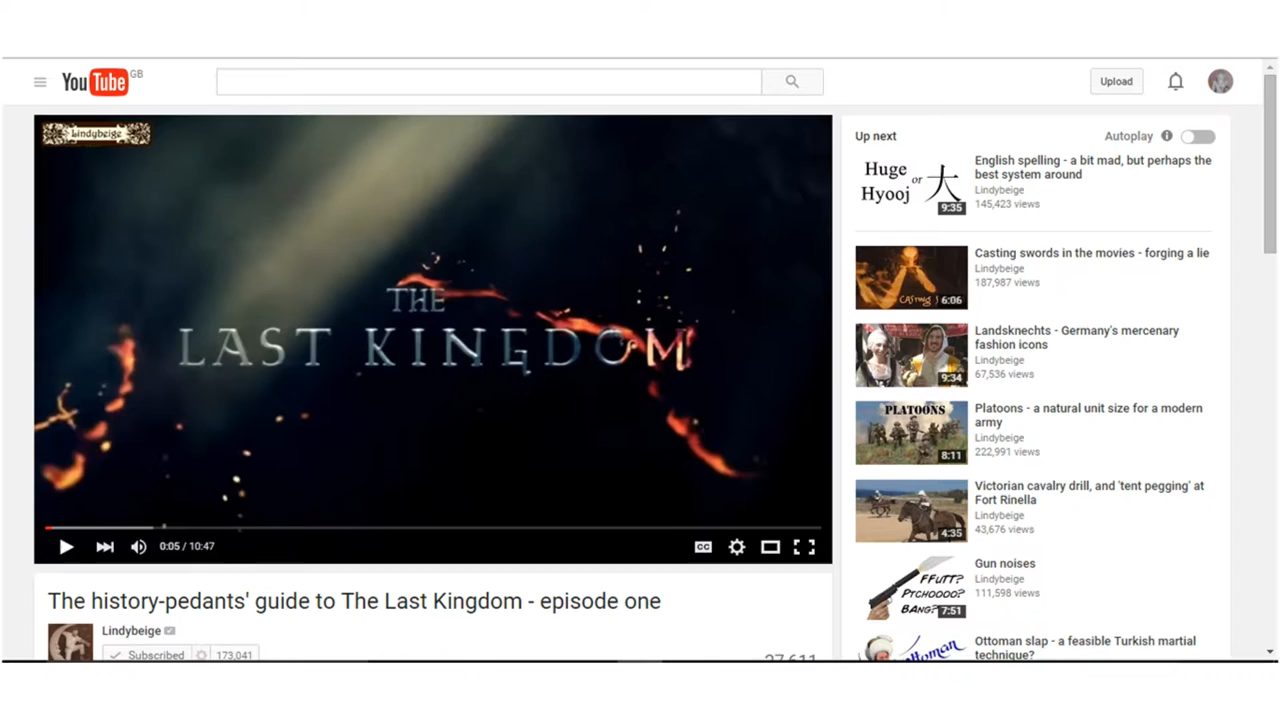 YouTube GB
Upload
Lindybeige
THE
LAST KINGDOM
0:05 / 10:47
CC
The history-pedants' guide to The Last Kingdom - episode one
Lindybeige
Subscribed 173,041
Up next
Autoplay
Huge
or
Hyooj
大
9:35
English spelling - a bit mad, but perhaps the
best system around
Lindybeige
145,423 views
CASTING S
6:06
Casting swords in the movies - forging a lie
Lindybeige
187,987 views
9:34
Landsknechts - Germany's mercenary
fashion icons
Lindybeige
67,536 views
PLATOONS
8:11
Platoons - a natural unit size for a modern
army
Lindybeige
222,991 views
4:35
Victorian cavalry drill, and 'tent pegging' at
Fort Rinella
Lindybeige
43,676 views
FFUTT?
PTCHOOOO?
BANG?
7:51
Gun noises
Lindybeige
111,598 views
Ottoman slap - a feasible Turkish martial
technique?